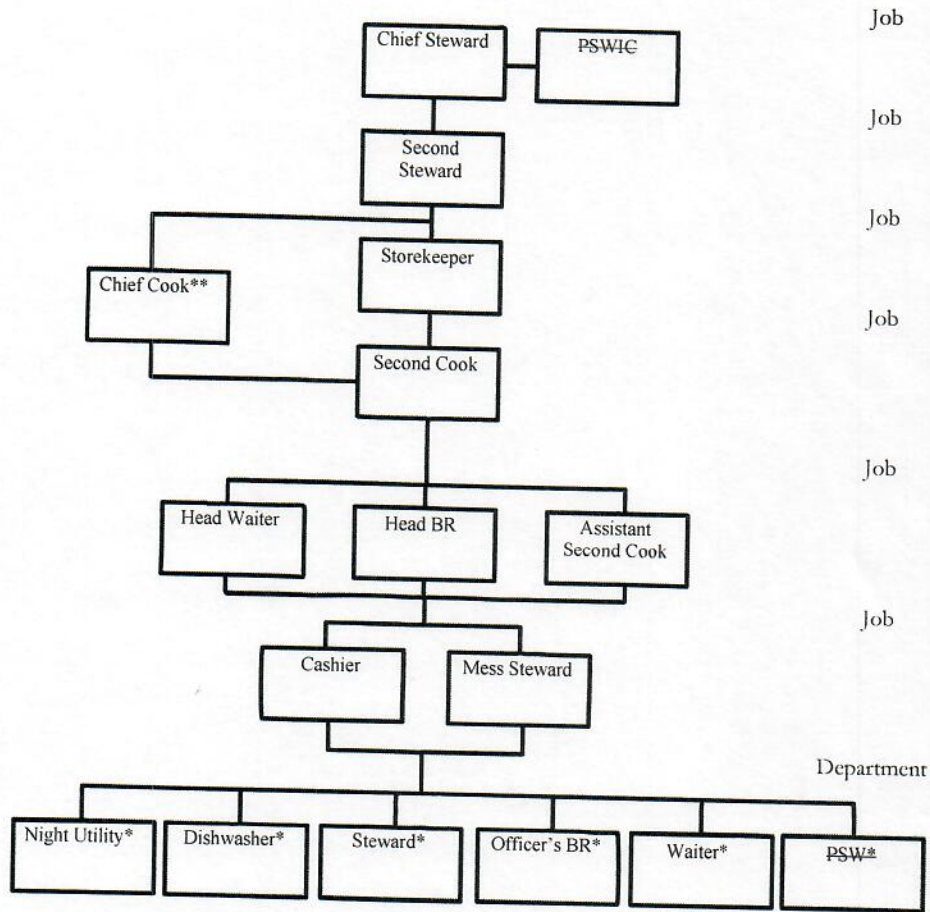 Job
Chief Steward
~~PSWIC~~
Job
Second
Steward
Job
Storekeeper
Chief Cook**
Job
Second Cook
Job
Head Waiter
Head BR
Assistant
Second Cook
Job
Cashier
Mess Steward
Department
Night Utility*
Dishwasher*
Steward*
Officer's BR*
Waiter*
~~PSW*~~